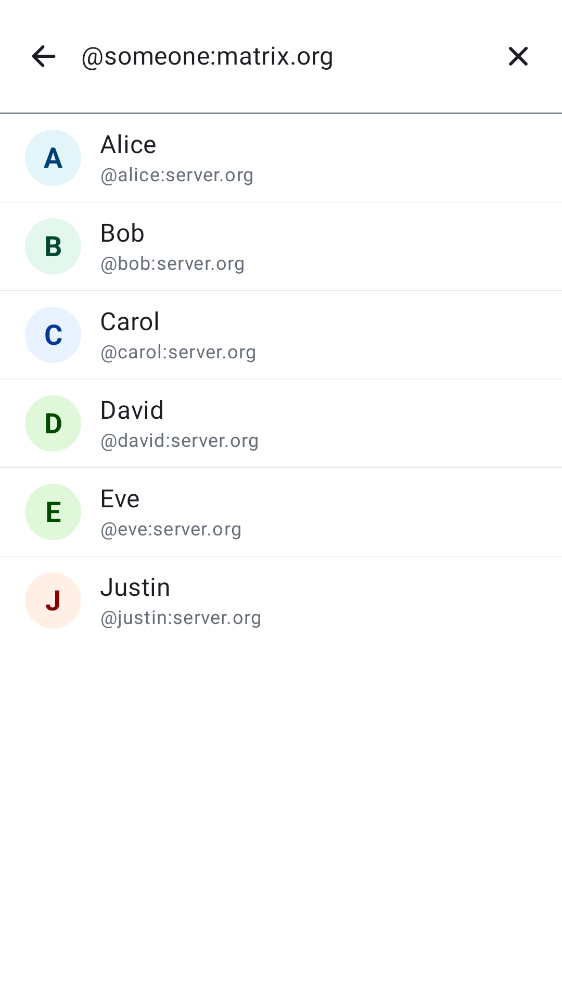 @someone:matrix.org
A
Alice
@alice:server.org
B
Bob
@bob:server.org
C
Carol
@carol:server.org
D
David
@david:server.org
E
Eve
@eve:server.org
J
Justin
@justin:server.org